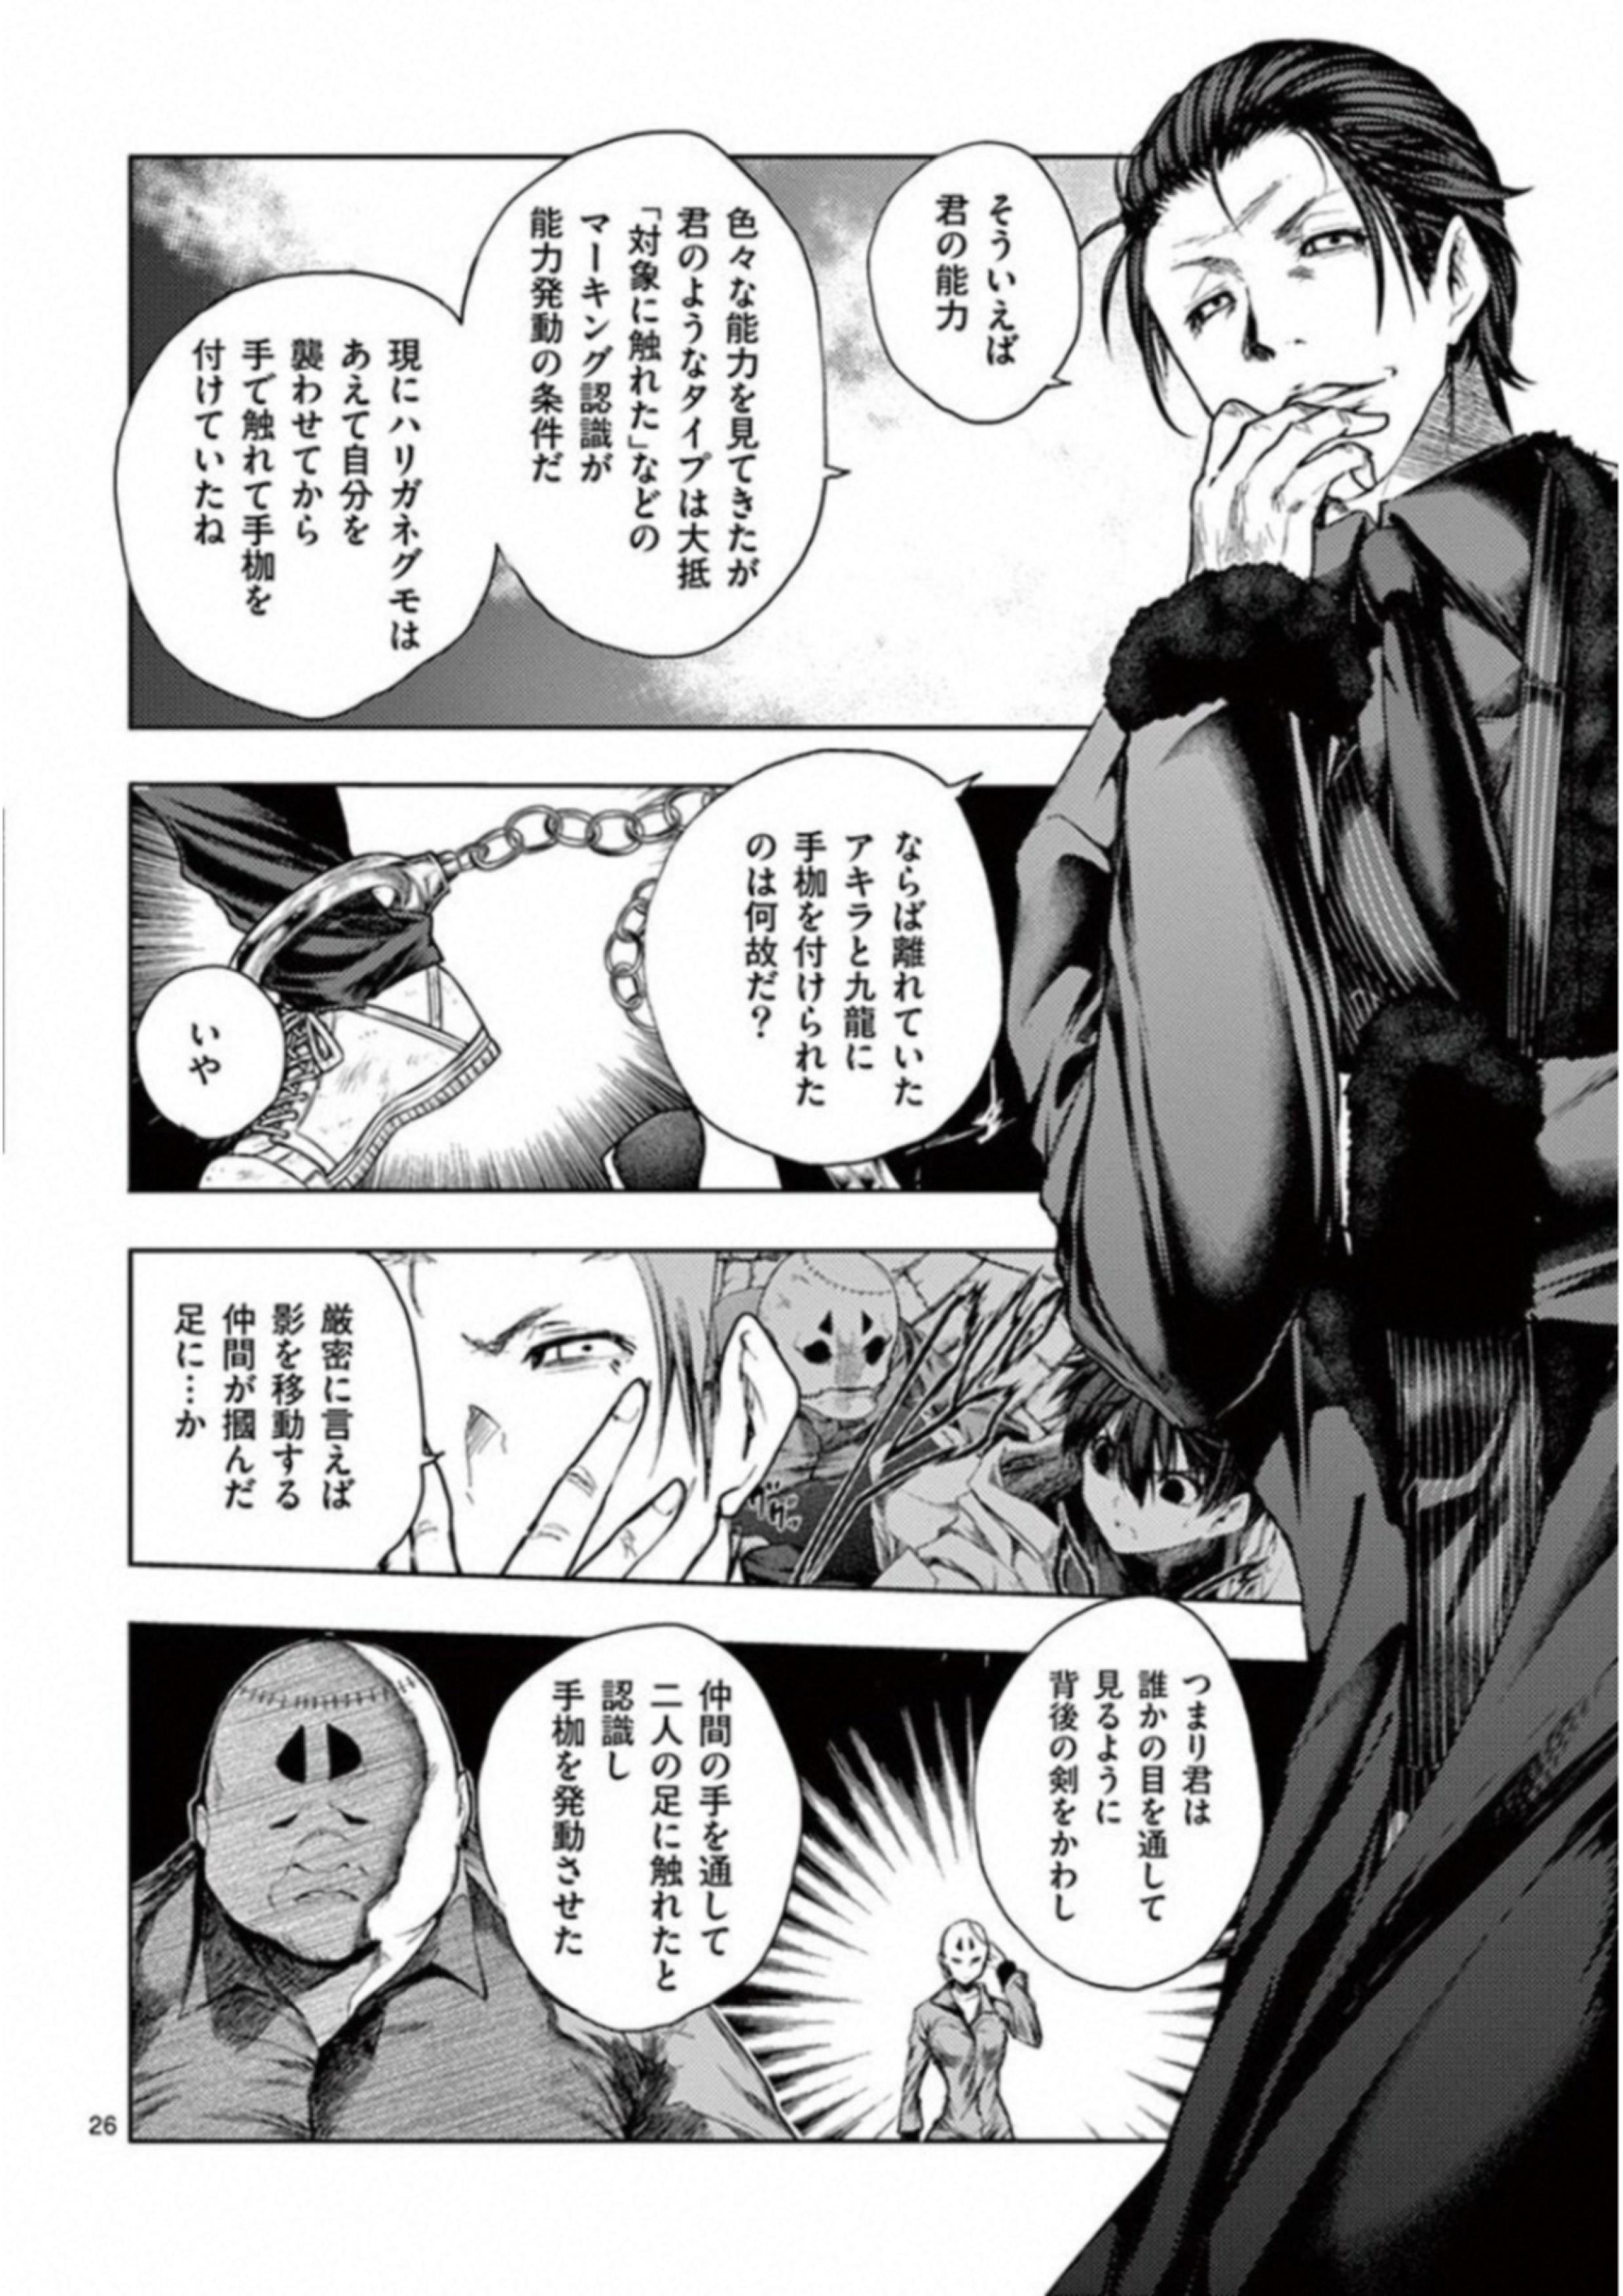 そういえば
君の能力
色々な能力を見てきたが
君のようなタイプは大抵
「対象に触れた」などの
マーキング認識が
能力発動の条件だ
現にハリガネグモは
あえて自分を
襲わせてから
手で触れて手枷を
付けていたね
ならば離れていた
アキラと九龍に
手枷を付けられた
のは何故だ?
いや
厳密に言えば
影を移動する
仲間が摑んだ
足に…か
つまり君は
誰かの目を通して
見るように
背後の剣をかわし
仲間の手を通して
二人の足に触れたと
認識し
手枷を発動させた
26